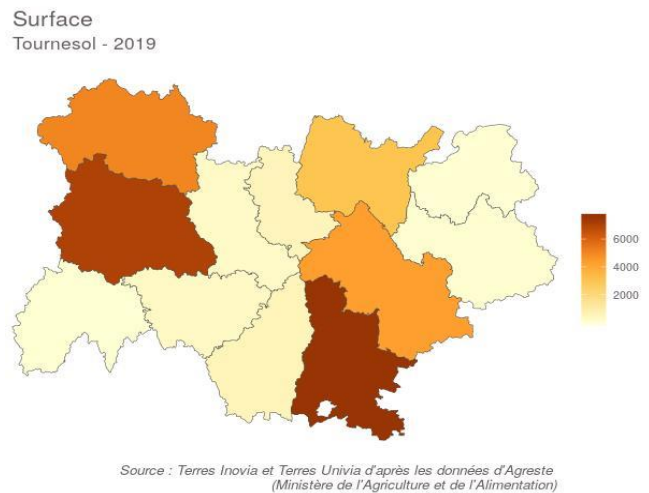 Surface
Tournesol - 2019
6000
4000
2000
Source : Terres Inovia et Terres Univia d'après les données d'Agreste
(Ministère de l'Agriculture et de l'Alimentation)